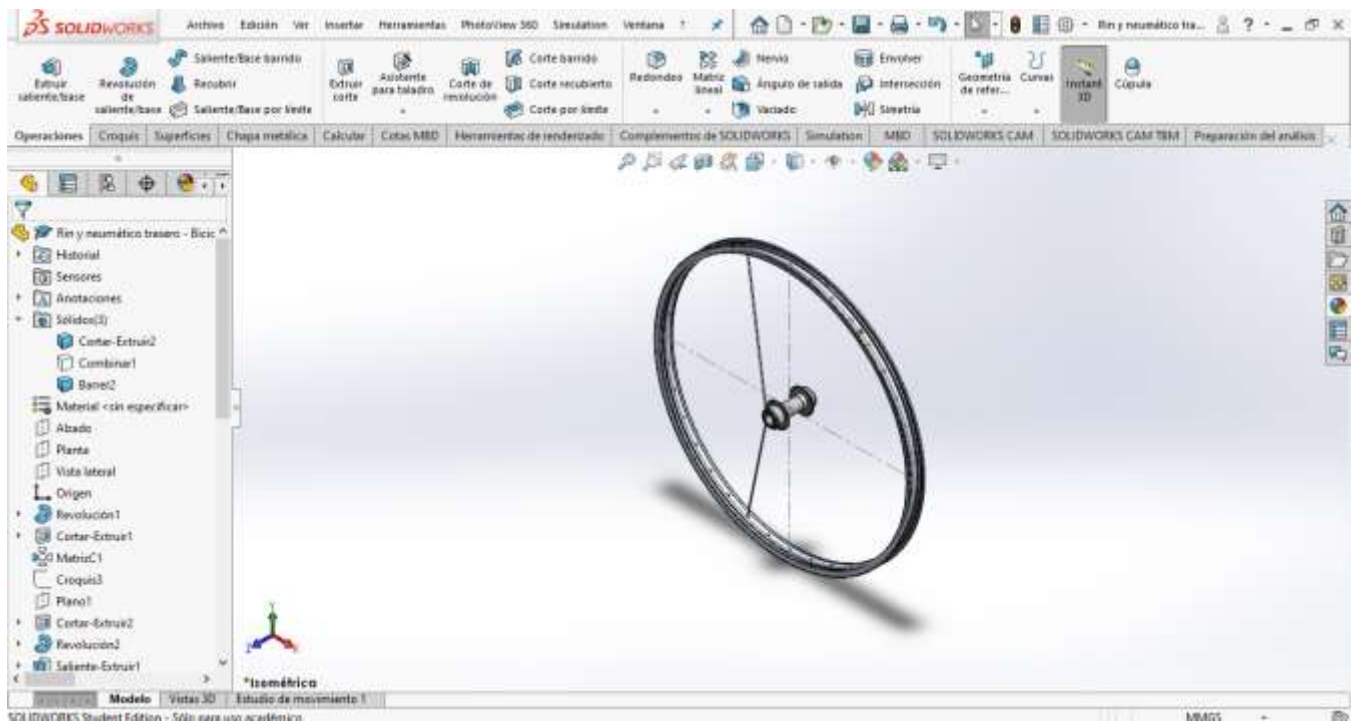 SOLIDWORKS Archivo Edición Ver Insertar Herramientas PhotoView 360 Simulation Ventana ? Rin y neumático tra... ?
Extruir saliente/base
Revolución de saliente/base
Saliente/Base barrido
Recubrir
Saliente/Base por límite
Extruir corte
Asistente para taladro
Corte de revolución
Corte barrido
Corte recubierto
Corte por límite
Redondeo
Matriz lineal
Nervio
Ángulo de salida
Vaciado
Envolver
Intersección
Simetría
Geometría de refer...
Curvas
Instant 3D
Cúpula
Operaciones Croquis Superficies Chapa metálica Calcular Cotas MBD Herramientas de renderizado Complementos de SOLIDWORKS Simulation MBD SOLIDWORKS CAM SOLIDWORKS CAM TBM Preparación del análisis
Rin y neumático trasero - Bicic
Historial
Sensores
Anotaciones
Sólidos(3)
Cortar-Extruir2
Combinar1
Barrer2
Material <sin especificar>
Alzado
Planta
Vista lateral
Origen
Revolución1
Cortar-Extruir1
MatrizC1
Croquis3
Plano1
Cortar-Extruir2
Revolución2
Saliente-Extruir1
*Isométrica
Modelo Vistas 3D Estudio de movimiento 1
SOLIDWORKS Student Edition - Sólo para uso académico. MMGS